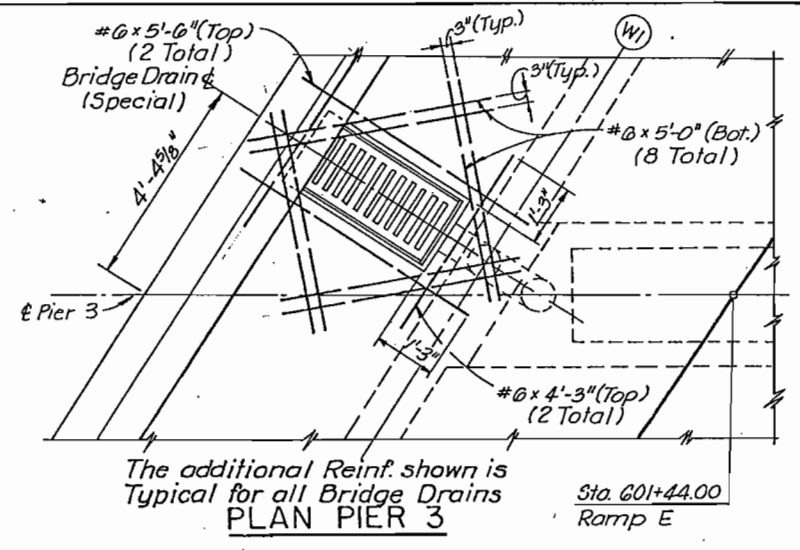 #6 x 5'-6" (Top)
(2 Total)
Bridge Drain ℄
(Special)
3" (Typ.)
W1
3" (Typ.)
#6 x 5'-0" (Bot.)
(8 Total)
4'-4 5/8"
1'-3"
℄ Pier 3
1'-3"
#6 x 4'-3" (Top)
(2 Total)
The additional Reinf. shown is
Typical for all Bridge Drains
PLAN PIER 3
Sta. 601+44.00
Ramp E